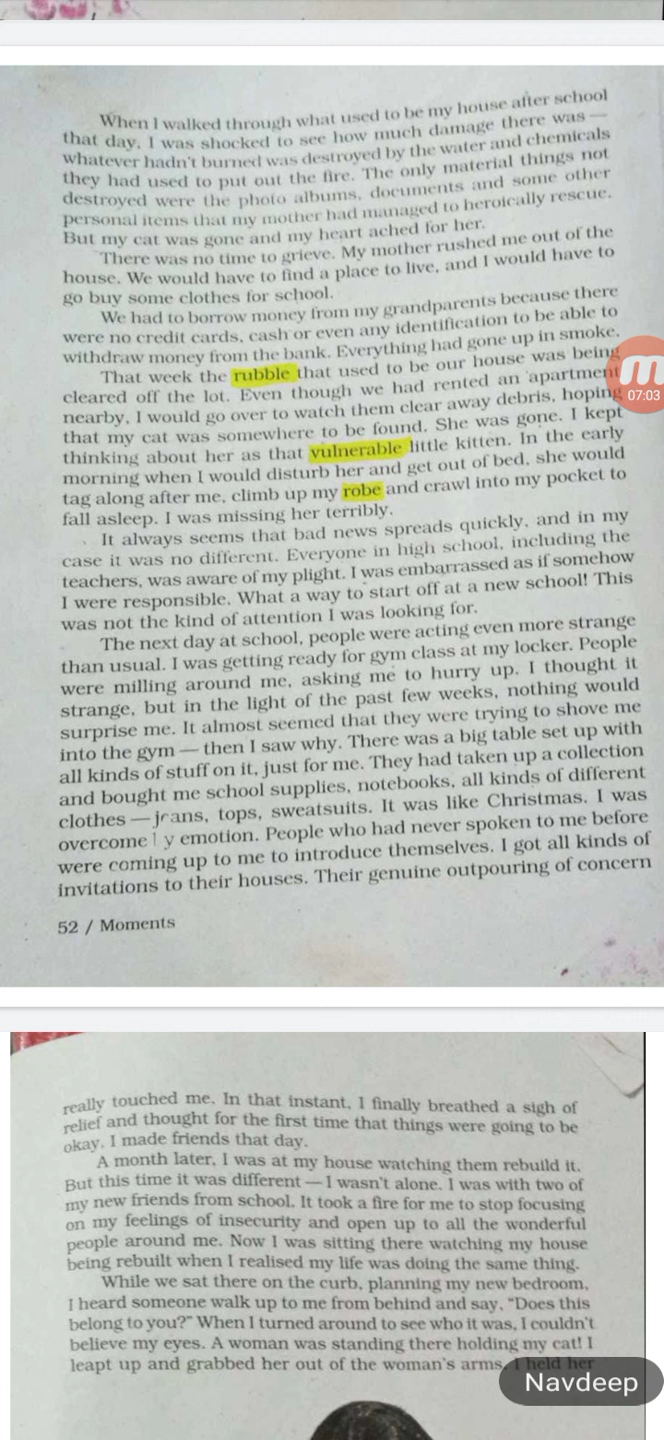 When I walked through what used to be my house after school
that day, I was shocked to see how much damage there was —
whatever hadn't burned was destroyed by the water and chemicals
they had used to put out the fire. The only material things not
destroyed were the photo albums, documents and some other
personal items that my mother had managed to heroically rescue.
But my cat was gone and my heart ached for her.
There was no time to grieve. My mother rushed me out of the
house. We would have to find a place to live, and I would have to
go buy some clothes for school.
We had to borrow money from my grandparents because there
were no credit cards, cash or even any identification to be able to
withdraw money from the bank. Everything had gone up in smoke.
That week the rubble that used to be our house was being
cleared off the lot. Even though we had rented an apartment
nearby, I would go over to watch them clear away debris, hoping
that my cat was somewhere to be found. She was gone. I kept
thinking about her as that vulnerable little kitten. In the early
morning when I would disturb her and get out of bed, she would
tag along after me, climb up my robe and crawl into my pocket to
fall asleep. I was missing her terribly.
It always seems that bad news spreads quickly, and in my
case it was no different. Everyone in high school, including the
teachers, was aware of my plight. I was embarrassed as if somehow
I were responsible. What a way to start off at a new school! This
was not the kind of attention I was looking for.
The next day at school, people were acting even more strange
than usual. I was getting ready for gym class at my locker. People
were milling around me, asking me to hurry up. I thought it
strange, but in the light of the past few weeks, nothing would
surprise me. It almost seemed that they were trying to shove me
into the gym — then I saw why. There was a big table set up with
all kinds of stuff on it, just for me. They had taken up a collection
and bought me school supplies, notebooks, all kinds of different
clothes — jeans, tops, sweatsuits. It was like Christmas. I was
overcome by emotion. People who had never spoken to me before
were coming up to me to introduce themselves. I got all kinds of
invitations to their houses. Their genuine outpouring of concern
52 / Moments
07:03
really touched me. In that instant, I finally breathed a sigh of
relief and thought for the first time that things were going to be
okay. I made friends that day.
A month later, I was at my house watching them rebuild it.
But this time it was different — I wasn't alone. I was with two of
my new friends from school. It took a fire for me to stop focusing
on my feelings of insecurity and open up to all the wonderful
people around me. Now I was sitting there watching my house
being rebuilt when I realised my life was doing the same thing.
While we sat there on the curb, planning my new bedroom,
I heard someone walk up to me from behind and say, "Does this
belong to you?" When I turned around to see who it was, I couldn't
believe my eyes. A woman was standing there holding my cat! I
leapt up and grabbed her out of the woman's arms. I held her
Navdeep